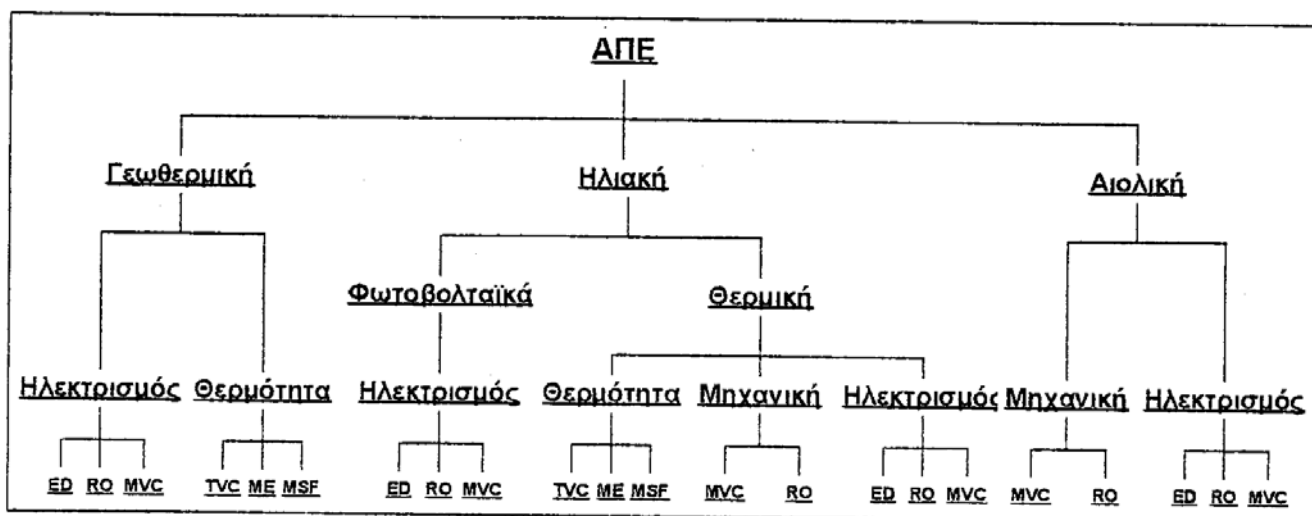 ΑΠΕ
Γεωθερμική Ηλιακή Αιολική
Φωτοβολταϊκά Θερμική
Ηλεκτρισμός Θερμότητα Ηλεκτρισμός Θερμότητα Μηχανική Ηλεκτρισμός Μηχανική Ηλεκτρισμός
ED RO MVC TVC ME MSF ED RO MVC TVC ME MSF MVC RO ED RO MVC MVC RO ED RO MVC